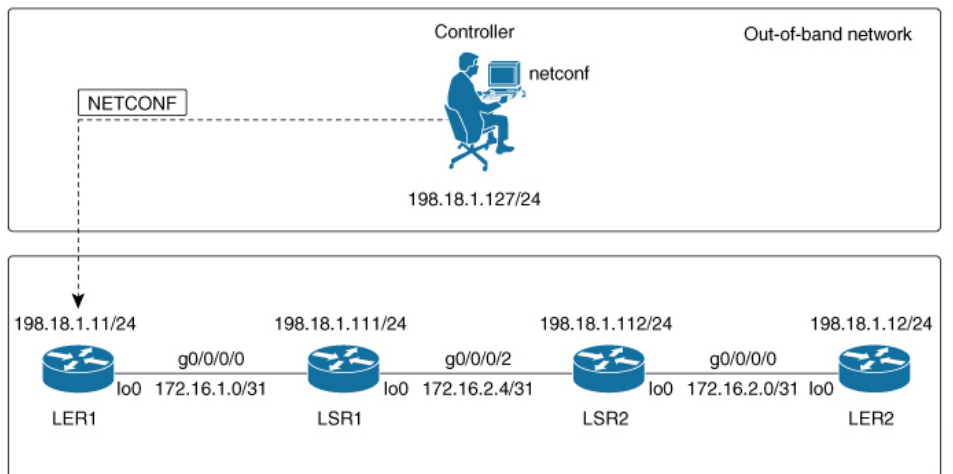 Controller
Out-of-band network
netconf
NETCONF
198.18.1.127/24
198.18.1.11/24
198.18.1.111/24
198.18.1.112/24
198.18.1.12/24
g0/0/0/0
g0/0/0/2
g0/0/0/0
lo0
172.16.1.0/31
lo0
172.16.2.4/31
lo0
172.16.2.0/31
lo0
LER1
LSR1
LSR2
LER2